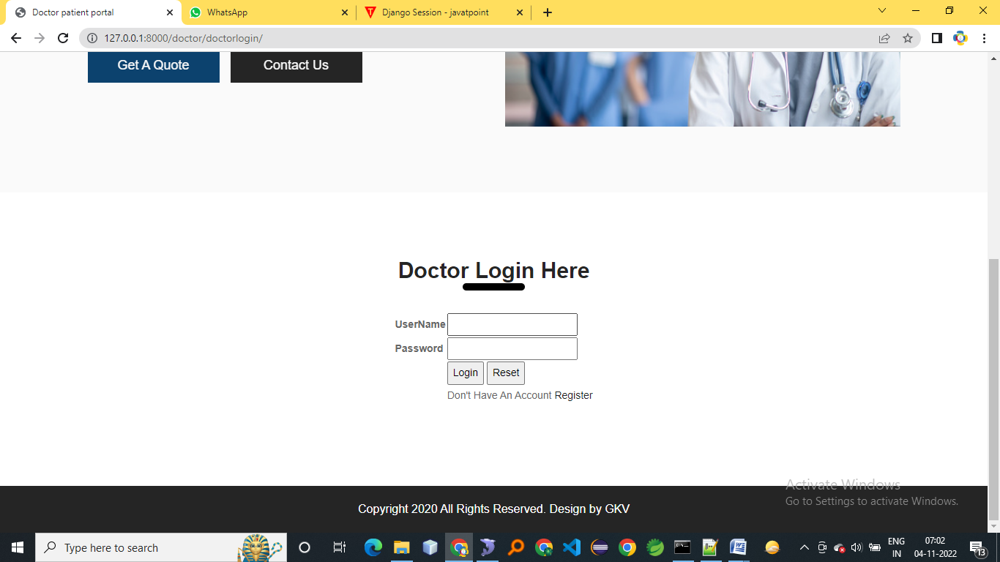 Doctor patient portal
WhatsApp
Django Session - javatpoint
127.0.0.1:8000/doctor/doctorlogin/
Get A Quote
Contact Us
Doctor Login Here
UserName
Password
Login Reset
Don't Have An Account Register
Activate Windows
Go to Settings to activate Windows.
Copyright 2020 All Rights Reserved. Design by GKV
Type here to search
ENG
IN
07:02
04-11-2022
13